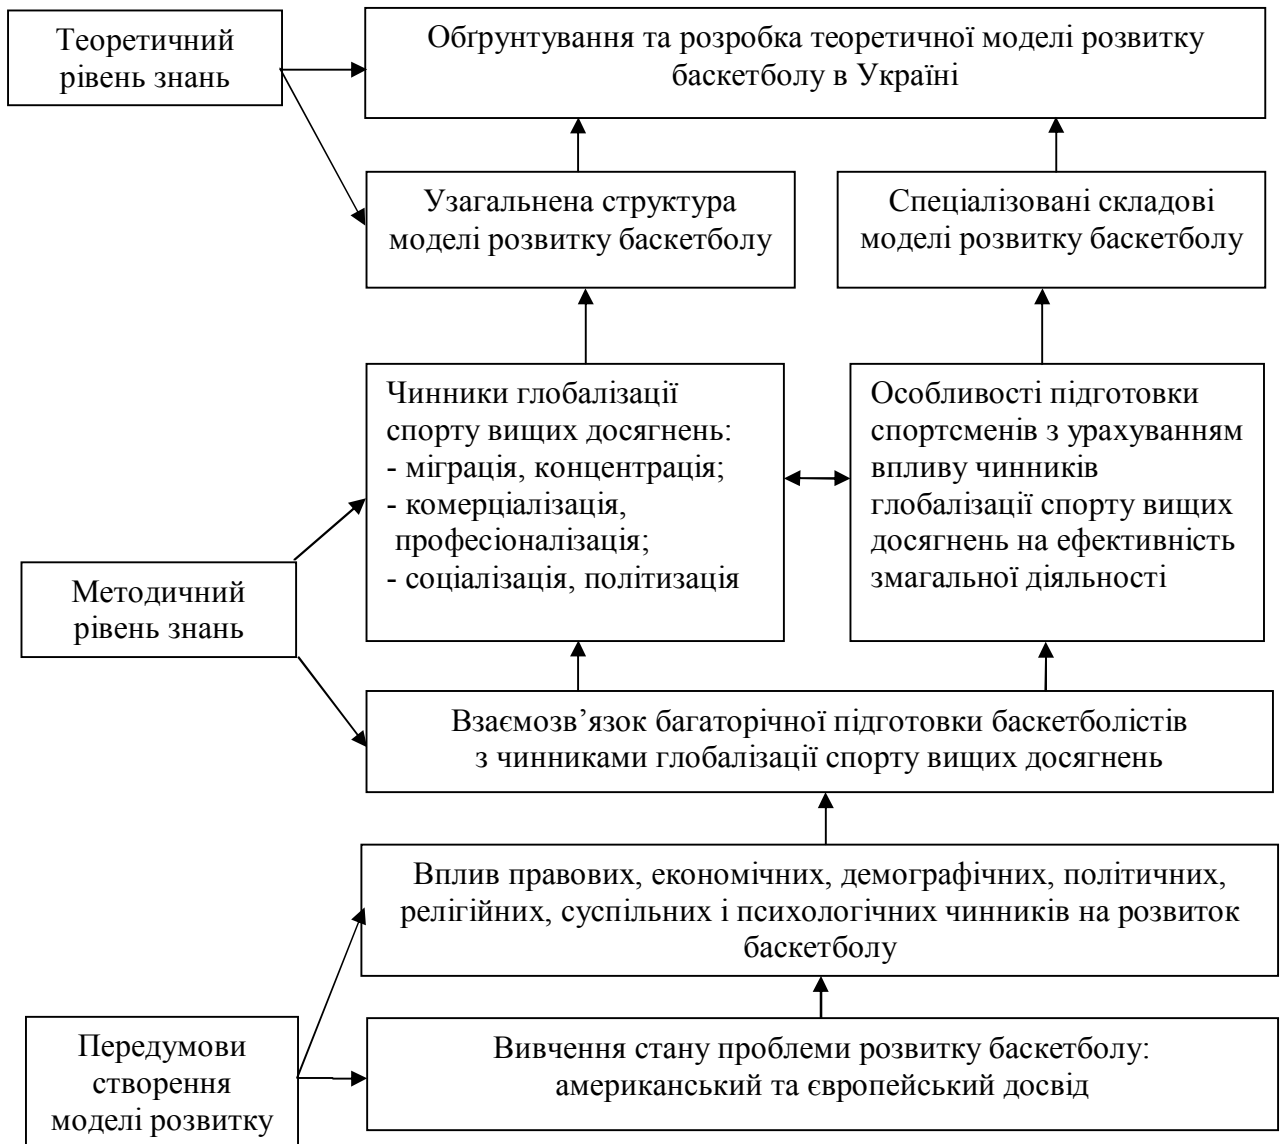 Теоретичний
рівень знань
Обґрунтування та розробка теоретичної моделі розвитку
баскетболу в Україні
Узагальнена структура
моделі розвитку баскетболу
Спеціалізовані складові
моделі розвитку баскетболу
Чинники глобалізації
спорту вищих досягнень:
- міграція, концентрація;
- комерціалізація,
професіоналізація;
- соціалізація, політизація
Особливості підготовки
спортсменів з урахуванням
впливу чинників
глобалізації спорту вищих
досягнень на ефективність
змагальної діяльності
Методичний
рівень знань
Взаємозв’язок багаторічної підготовки баскетболістів
з чинниками глобалізації спорту вищих досягнень
Вплив правових, економічних, демографічних, політичних,
релігійних, суспільних і психологічних чинників на розвиток
баскетболу
Передумови
створення
моделі розвитку
Вивчення стану проблеми розвитку баскетболу:
американський та європейський досвід